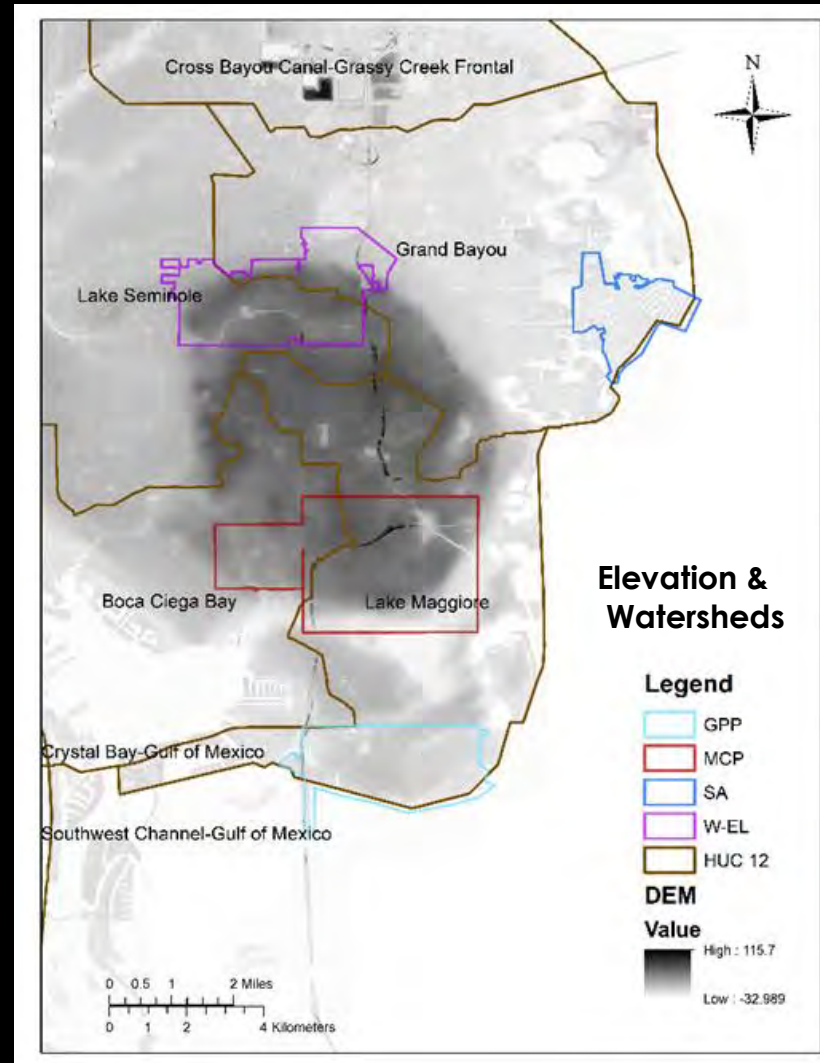 Cross Bayou Canal-Grassy Creek Frontal
N
Grand Bayou
Lake Seminole
Elevation &
Watersheds
Boca Ciega Bay
Lake Maggiore
Legend
GPP
Crystal Bay-Gulf of Mexico
MCP
SA
W-EL
Southwest Channel-Gulf of Mexico
HUC 12
DEM
Value
High : 115.7
Low : -32.989
0 0.5 1 2 Miles
0 1 2 4 Kilometers